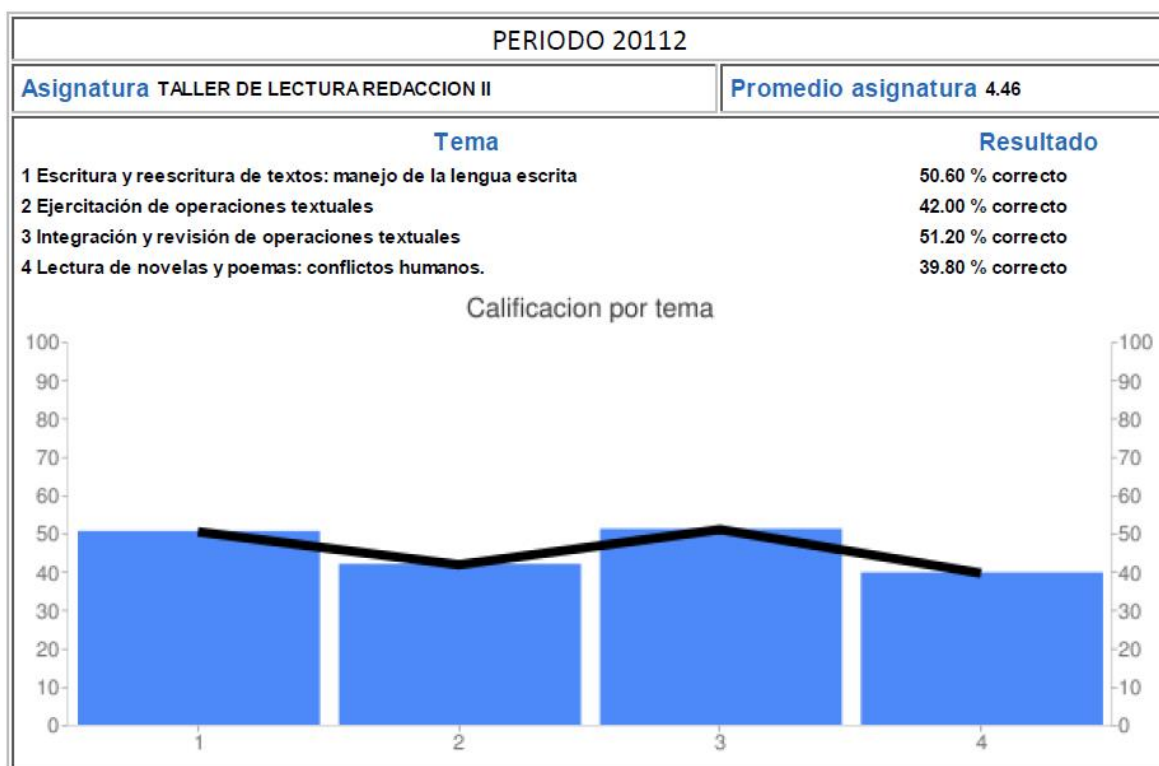 PERIODO 20112
Asignatura TALLER DE LECTURA REDACCION II Promedio asignatura 4.46
Tema Resultado
1 Escritura y reescritura de textos: manejo de la lengua escrita 50.60 % correcto
2 Ejercitación de operaciones textuales 42.00 % correcto
3 Integración y revisión de operaciones textuales 51.20 % correcto
4 Lectura de novelas y poemas: conflictos humanos. 39.80 % correcto
Calificacion por tema
100 100
90 90
80 80
70 70
60 60
50 50
40 40
30 30
20 20
10 10
0 0
1 2 3 4